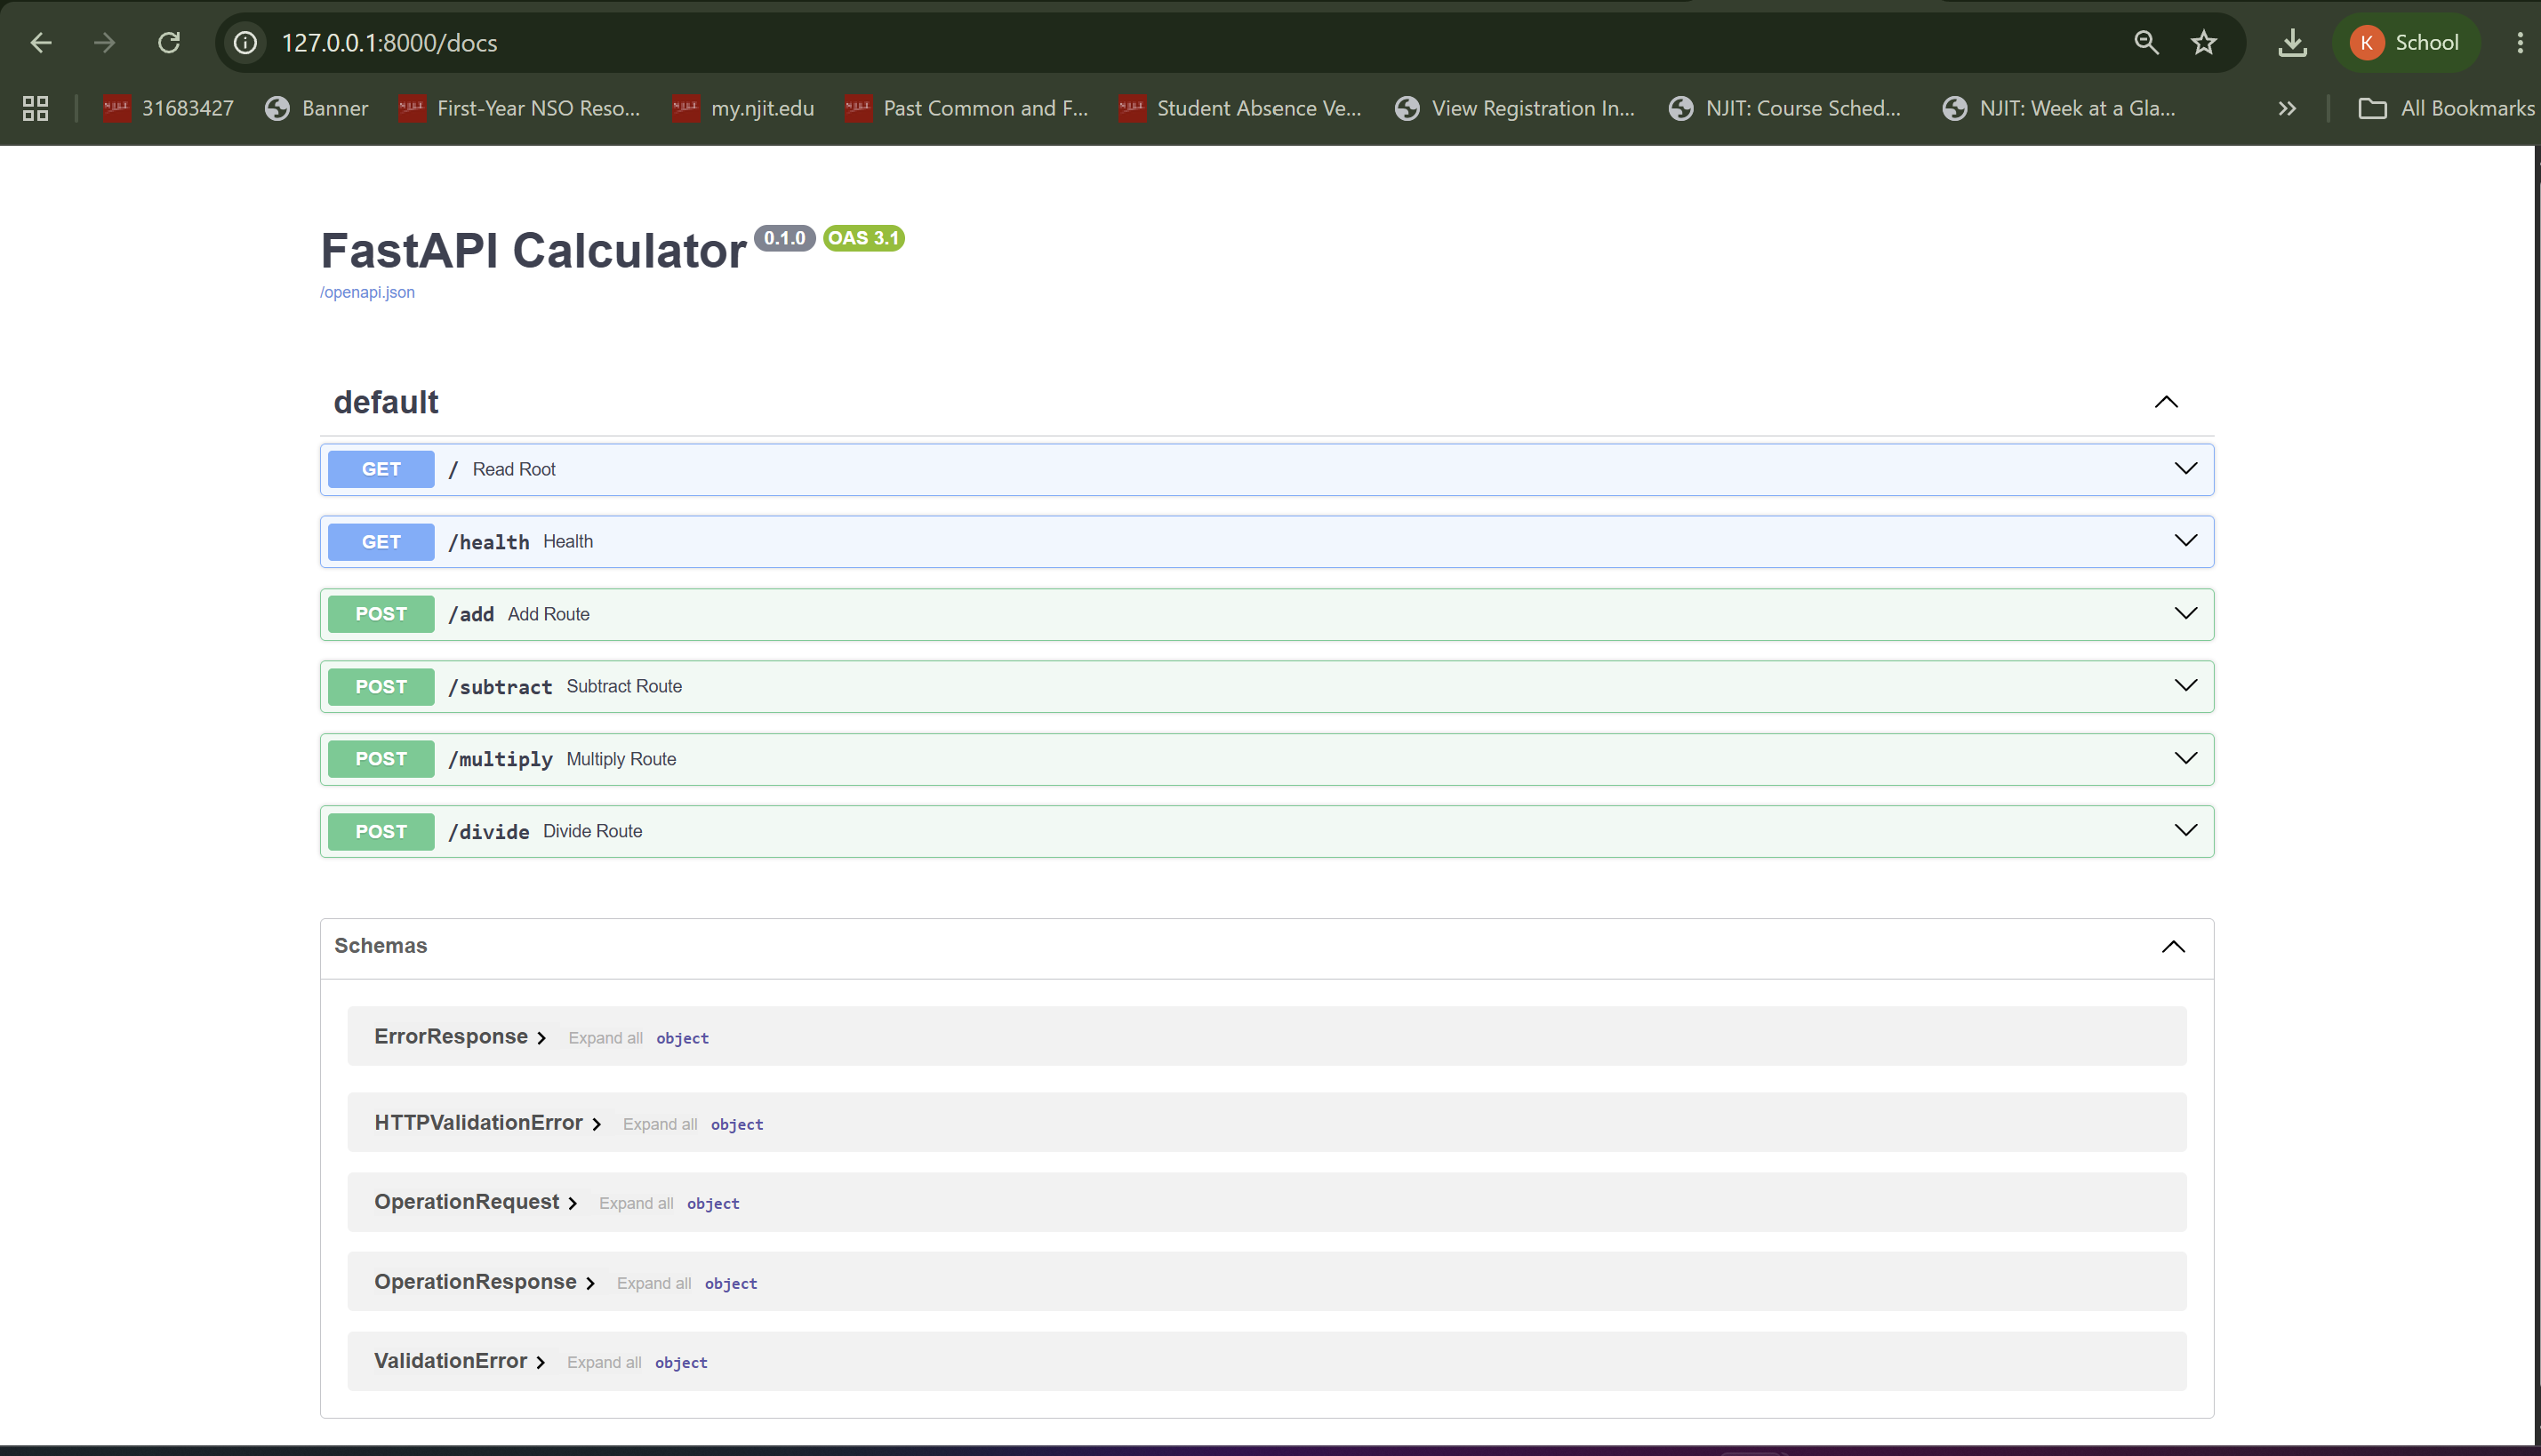 127.0.0.1:8000/docs
K School
31683427 Banner First-Year NSO Reso... my.njit.edu Past Common and F... Student Absence Ve... View Registration In... NJIT: Course Sched... NJIT: Week at a Gla... All Bookmarks
FastAPI Calculator 0.1.0 OAS 3.1
/openapi.json
default
GET / Read Root
GET /health Health
POST /add Add Route
POST /subtract Subtract Route
POST /multiply Multiply Route
POST /divide Divide Route
Schemas
ErrorResponse Expand all object
HTTPValidationError Expand all object
OperationRequest Expand all object
OperationResponse Expand all object
ValidationError Expand all object